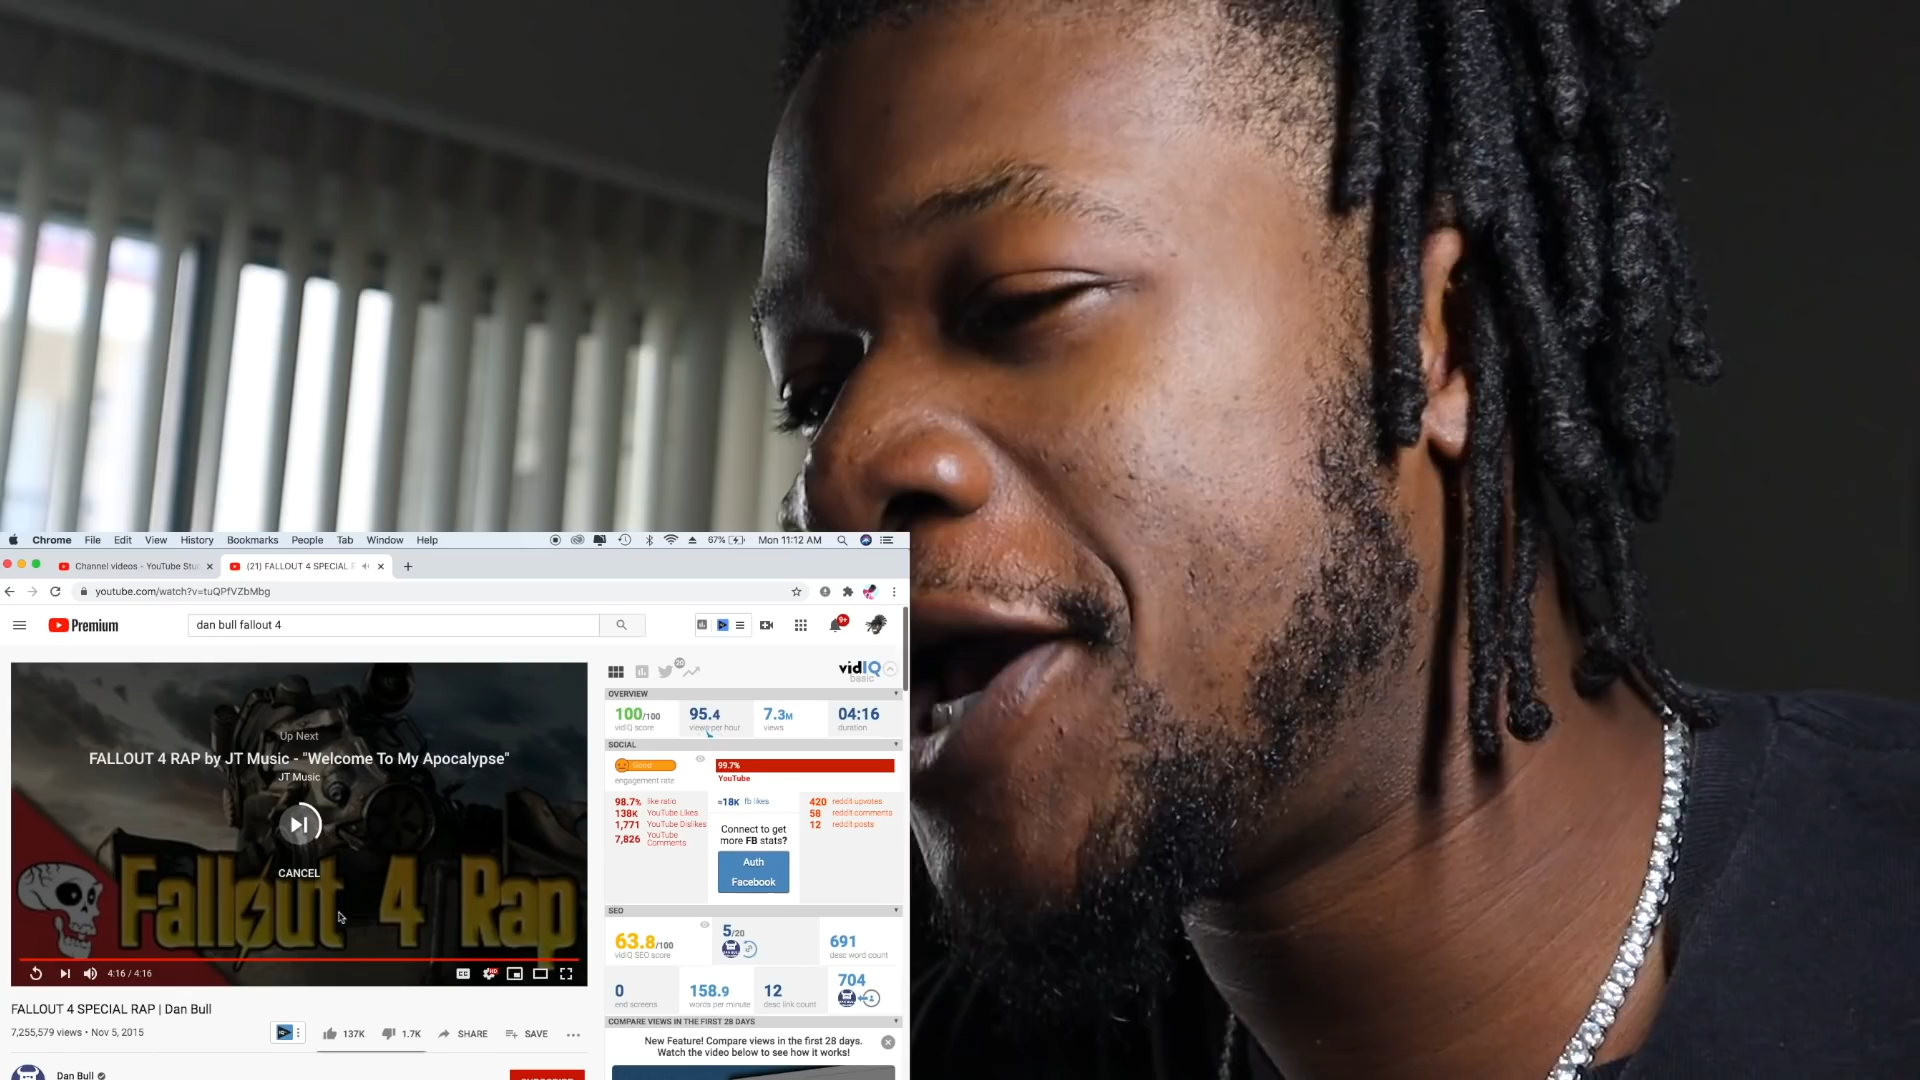 Chrome File Edit View History Bookmarks People Tab Window Help 67% Mon 11:12 AM
Channel videos - YouTube Stu (21) FALLOUT 4 SPECIAL R
youtube.com/watch?v=tuQPfVZbMbg
Premium dan bull fallout 4 9+
20
vidIQ
basic
OVERVIEW
100/100 95.4 7.3M 04:16
vidIQ score views per hour views duration
SOCIAL
Good 99.7%
engagement rate YouTube
98.7% like ratio ≈18K fb likes 420 reddit upvotes
138K YouTube Likes 58 reddit comments
1,771 YouTube Dislikes 12 reddit posts
7,826 YouTube Comments
Connect to get
more FB stats?
Auth
Facebook
SEO
63.8/100 5/20 691
vidIQ SEO score desc word count
0 158.9 12 704
end screens words per minute desc link count
COMPARE VIEWS IN THE FIRST 28 DAYS
New Feature! Compare views in the first 28 days.
Watch the video below to see how it works!
Up Next
FALLOUT 4 RAP by JT Music - "Welcome To My Apocalypse"
JT Music
CANCEL
Fallout 4 Rap
4:16 / 4:16 CC HD
FALLOUT 4 SPECIAL RAP | Dan Bull
7,255,579 views • Nov 5, 2015 137K 1.7K SHARE SAVE
Dan Bull